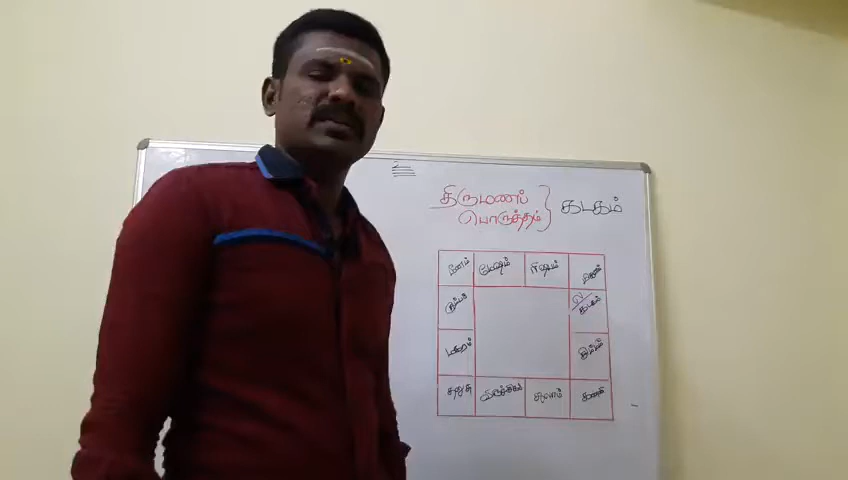 திருமணப்
பொருத்தம் } கடகம்
மீனம் மேஷம் ரிஷபம் மிதுனம்
கும்பம் ல
கடகம்
மகரம் சிம்மம்
தனுசு விருச்சிகம் துலாம் கன்னி